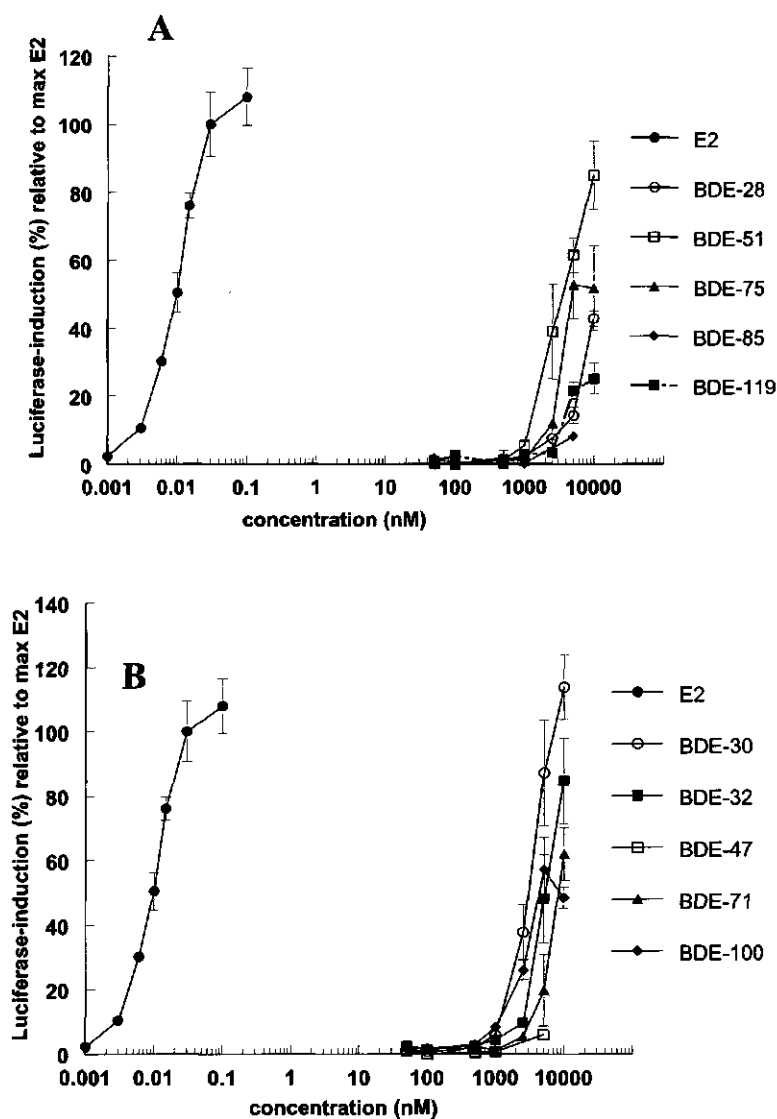 A
Luciferase-induction (%) relative to max E2
120
100
80
60
40
20
0
0.001 0.01 0.1 1 10 100 1000 10000
concentration (nM)
E2
BDE-28
BDE-51
BDE-75
BDE-85
BDE-119
B
Luciferase-induction (%) relative to max E2
140
120
100
80
60
40
20
0
0.001 0.01 0.1 1 10 100 1000 10000
concentration (nM)
E2
BDE-30
BDE-32
BDE-47
BDE-71
BDE-100